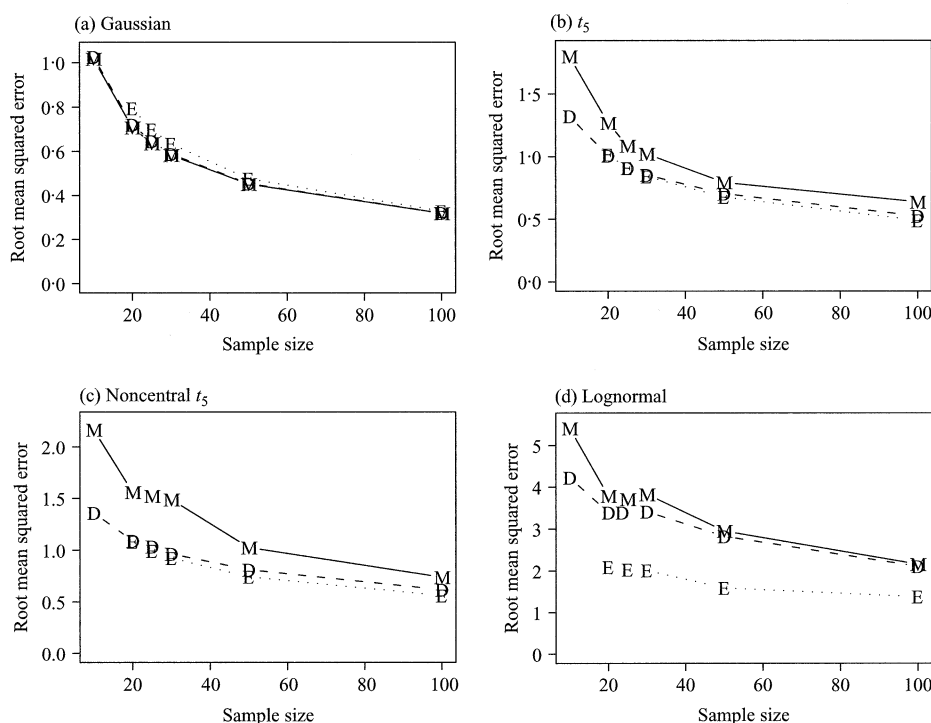 (a) Gaussian
Root mean squared error
1·0
0·8
0·6
0·4
0·2
0·0
D
M
E
D
M
E
D
M
E
D
M
E
D
M
E
D
M
20 40 60 80 100
Sample size
(b) t5
Root mean squared error
1·5
1·0
0·5
0·0
M
M
M
M
M
M
D
D
D
D
D
D
E
E
E
E
E
20 40 60 80 100
Sample size
(c) Noncentral t5
Root mean squared error
2.0
1.5
1.0
0.5
0.0
M
M
M
M
M
M
D
D
D
D
D
D
E
E
E
E
E
20 40 60 80 100
Sample size
(d) Lognormal
Root mean squared error
5
4
3
2
1
0
M
M
M
M
M
M
D
D
D
D
D
D
E
E
E
E
E
20 40 60 80 100
Sample size